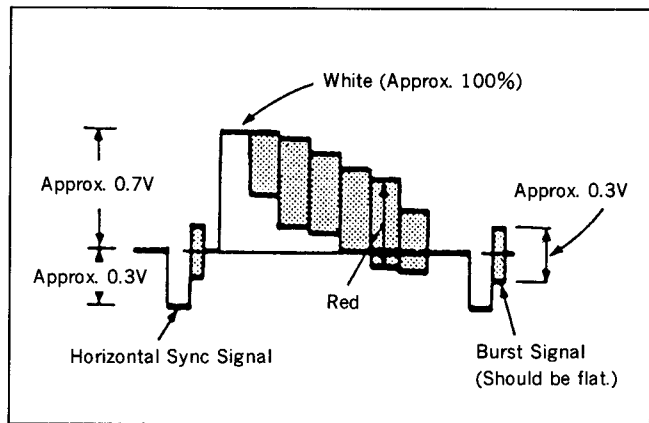 White (Approx. 100%)
Approx. 0.7V
Approx. 0.3V
Approx. 0.3V
Red
Horizontal Sync Signal
Burst Signal
(Should be flat.)